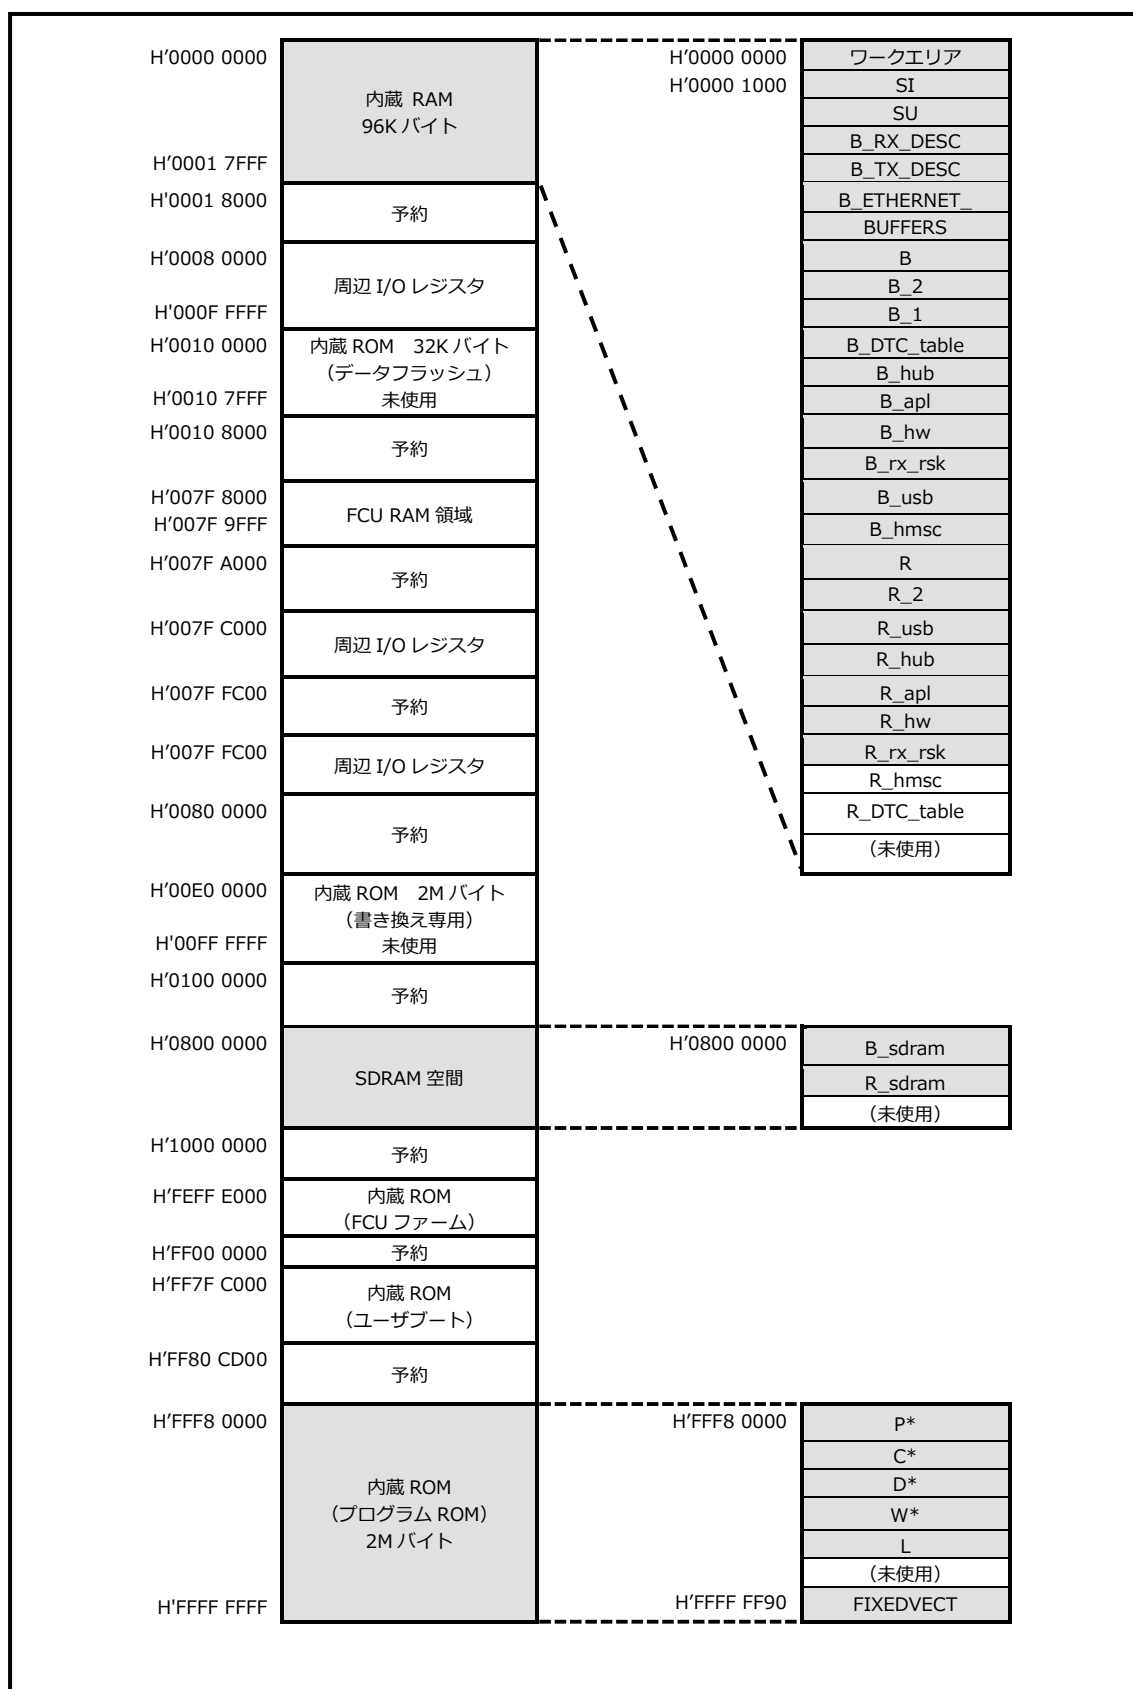 H’0000 0000
内蔵 RAM
96K バイト
H’0001 7FFF
H'0001 8000
予約
H’0008 0000
周辺 I/O レジスタ
H'000F FFFF
H’0010 0000
内蔵 ROM　32K バイト
（データフラッシュ）
未使用
H’0010 7FFF
H’0010 8000
予約
H’007F 8000
H’007F 9FFF
FCU RAM 領域
H’007F A000
予約
H’007F C000
周辺 I/O レジスタ
H’007F FC00
予約
H’007F FC00
周辺 I/O レジスタ
H’0080 0000
予約
H’00E0 0000
内蔵 ROM　2M バイト
（書き換え専用）
未使用
H'00FF FFFF
H’0100 0000
予約
H’0800 0000
SDRAM 空間
H’1000 0000
予約
H’FEFF E000
内蔵 ROM
（FCU ファーム）
H’FF00 0000
予約
H’FF7F C000
内蔵 ROM
（ユーザブート）
H’FF80 CD00
予約
H’FFF8 0000
内蔵 ROM
（プログラム ROM）
2M バイト
H'FFFF FFFF
H’0000 0000
ワークエリア
H’0000 1000
SI
SU
B_RX_DESC
B_TX_DESC
B_ETHERNET_
BUFFERS
B
B_2
B_1
B_DTC_table
B_hub
B_apl
B_hw
B_rx_rsk
B_usb
B_hmsc
R
R_2
R_usb
R_hub
R_apl
R_hw
R_rx_rsk
R_hmsc
R_DTC_table
（未使用）
H’0800 0000
B_sdram
R_sdram
（未使用）
H’FFF8 0000
P*
C*
D*
W*
L
（未使用）
H’FFFF FF90
FIXEDVECT